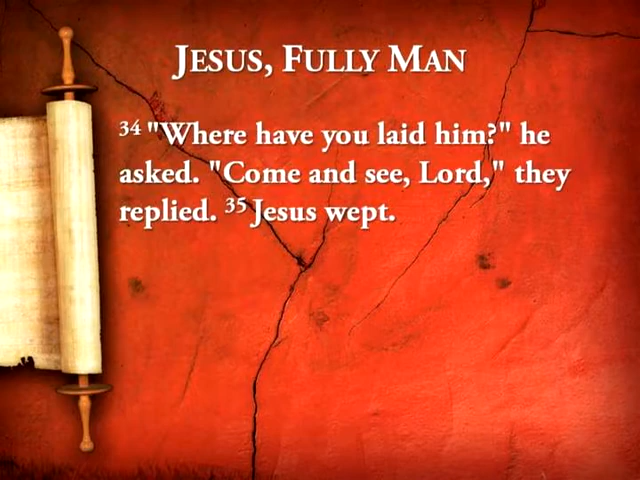 JESUS, FULLY MAN
34 "Where have you laid him?" he
asked. "Come and see, Lord," they
replied. 35 Jesus wept.